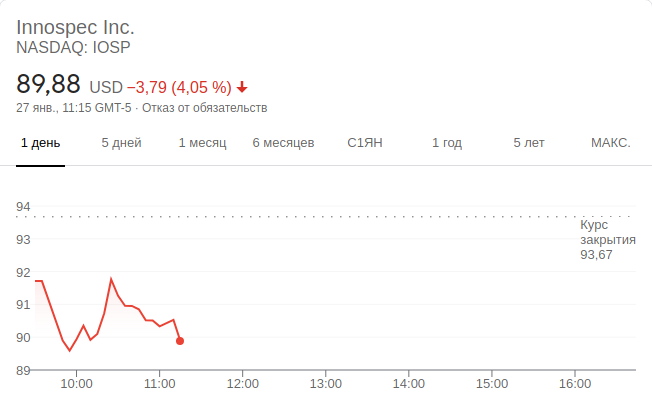 Innospec Inc.
NASDAQ: IOSP
89,88 USD −3,79 (4,05 %)
27 янв., 11:15 GMT-5 · Отказ от обязательств
1 день 5 дней 1 месяц 6 месяцев С1ЯН 1 год 5 лет МАКС.
94
Курс
закрытия
93,67
93
92
91
90
89
10:00 11:00 12:00 13:00 14:00 15:00 16:00